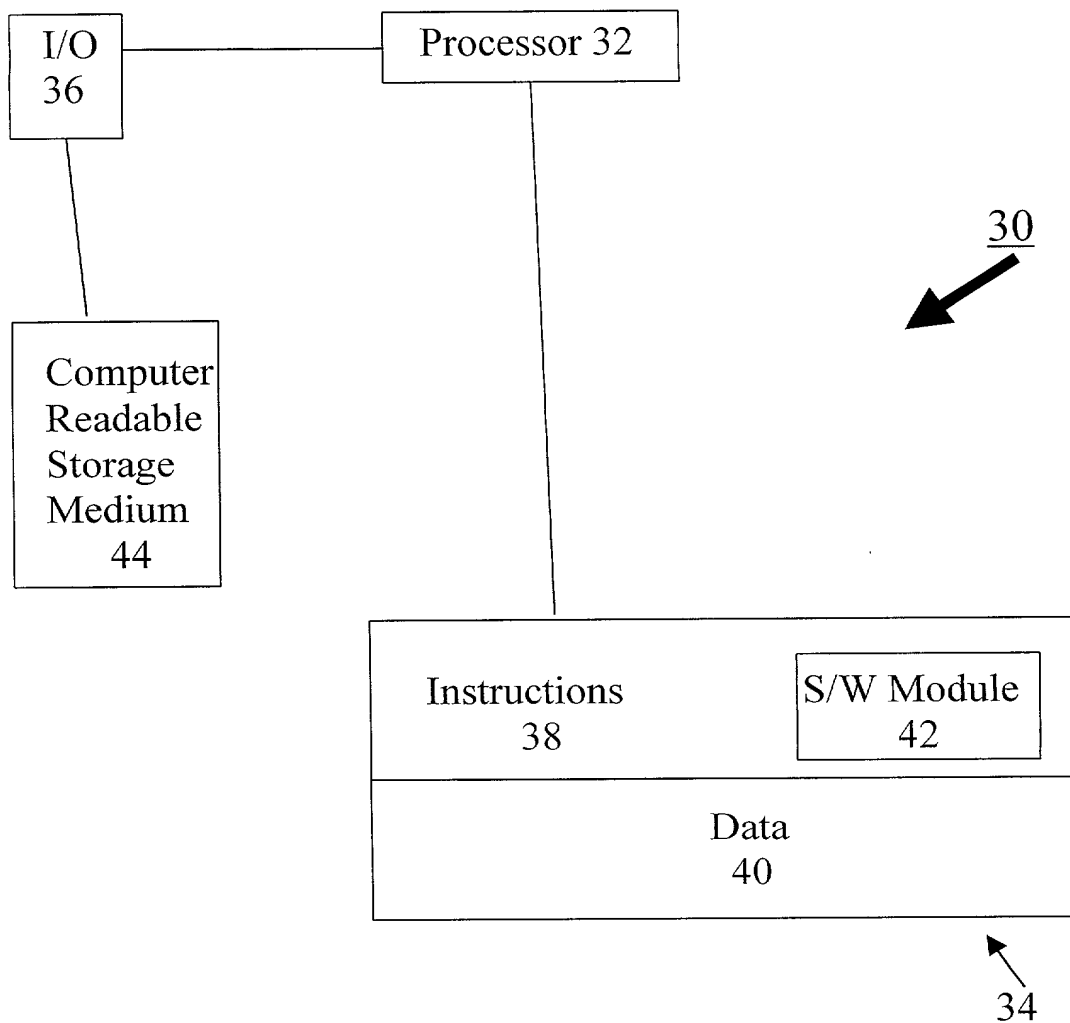 I/O
36
Processor 32
30
Computer
Readable
Storage
Medium
44
Instructions
38
S/W Module
42
Data
40
34